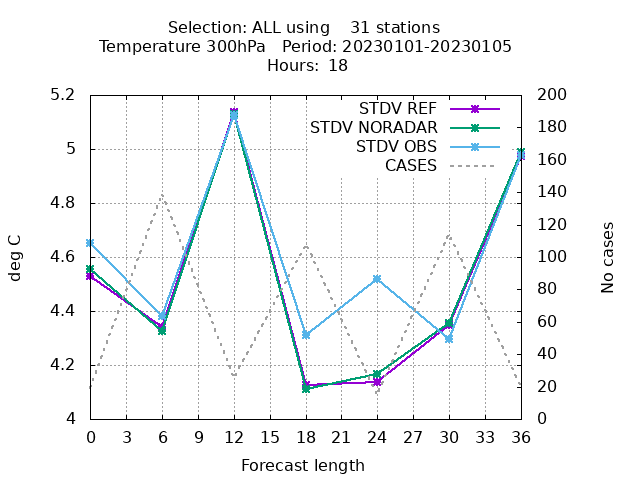 Selection: ALL using    31 stations
Temperature 300hPa   Period: 20230101-20230105
Hours:  18
STDV REF
STDV NORADAR
STDV OBS
CASES
5.2
5
4.8
4.6
4.4
4.2
4
200
180
160
140
120
100
80
60
40
20
0
deg C
No cases
0 3 6 9 12 15 18 21 24 27 30 33 36
Forecast length